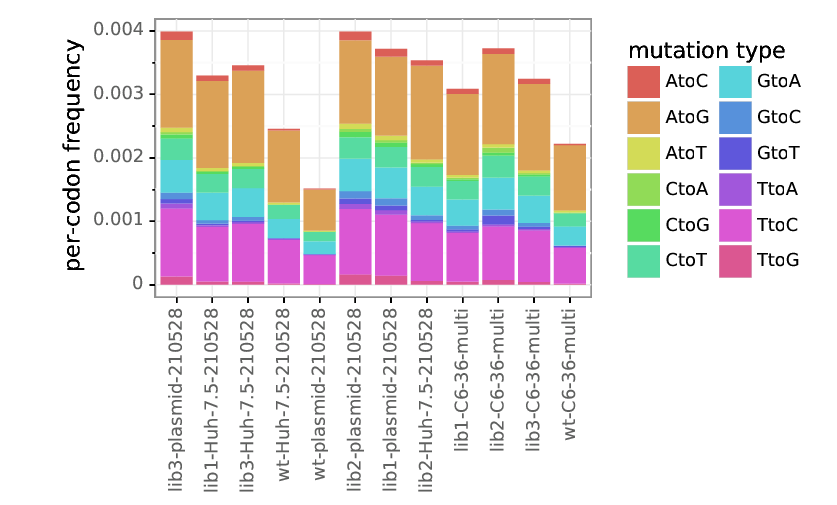 per-codon frequency
0.004
0.003
0.002
0.001
0
lib3-plasmid-210528
lib1-Huh-7.5-210528
lib3-Huh-7.5-210528
wt-Huh-7.5-210528
wt-plasmid-210528
lib2-plasmid-210528
lib1-plasmid-210528
lib2-Huh-7.5-210528
lib1-C6-36-multi
lib2-C6-36-multi
lib3-C6-36-multi
wt-C6-36-multi
mutation type
AtoC
AtoG
AtoT
CtoA
CtoG
CtoT
GtoA
GtoC
GtoT
TtoA
TtoC
TtoG